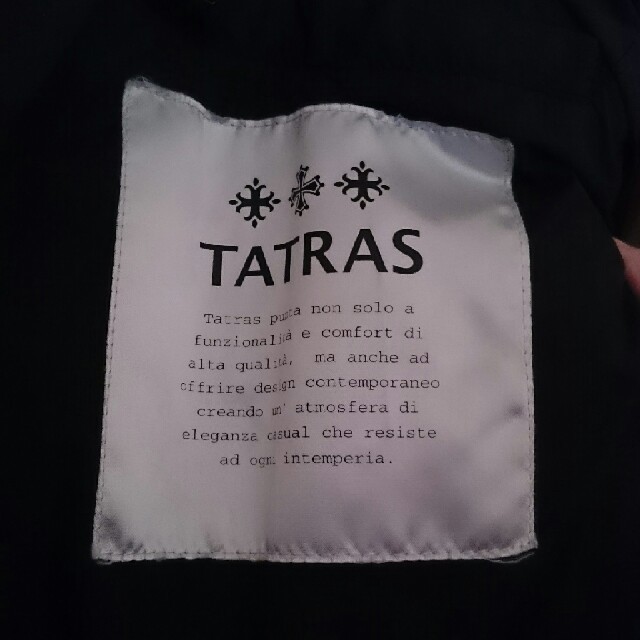 TATRAS
Tatras punta non solo a
funzionalità e comfort di
alta qualità, ma anche ad
offrire design contemporaneo
creando un' atmosfera di
eleganza casual che resiste
ad ogni intemperia.